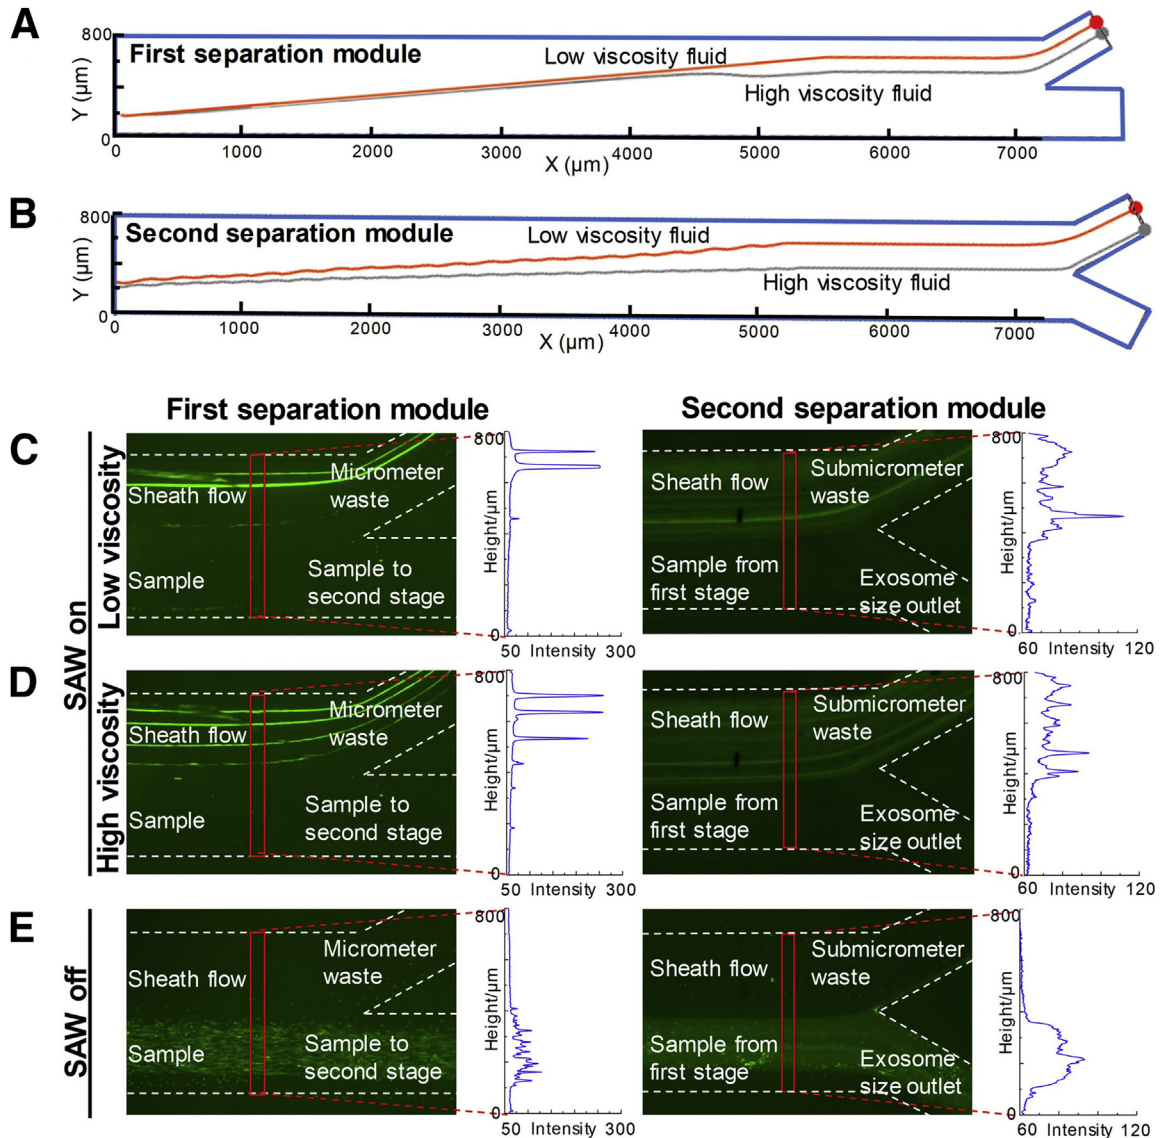 A
800
First separation module
Low viscosity fluid
High viscosity fluid
Y (µm)
0
0 1000 2000 3000 4000 5000 6000 7000
X (µm)
B
800
Second separation module
Low viscosity fluid
High viscosity fluid
Y (µm)
0
0 1000 2000 3000 4000 5000 6000 7000
X (µm)
First separation module
Second separation module
SAW on
C
Low viscosity
Sheath flow
Micrometer
waste
Sample
Sample to
second stage
800
Height/µm
0
50 Intensity 300
Sheath flow
Submicrometer
waste
Sample from
first stage
Exosome
size outlet
800
Height/µm
0
60 Intensity 120
D
High viscosity
Sheath flow
Micrometer
waste
Sample
Sample to
second stage
800
Height/µm
0
50 Intensity 300
Sheath flow
Submicrometer
waste
Sample from
first stage
Exosome
size outlet
800
Height/µm
0
60 Intensity 120
E
SAW off
Sheath flow
Micrometer
waste
Sample
Sample to
second stage
800
Height/µm
0
50 Intensity 300
Sheath flow
Submicrometer
waste
Sample from
first stage
Exosome
size outlet
800
Height/µm
0
60 Intensity 120